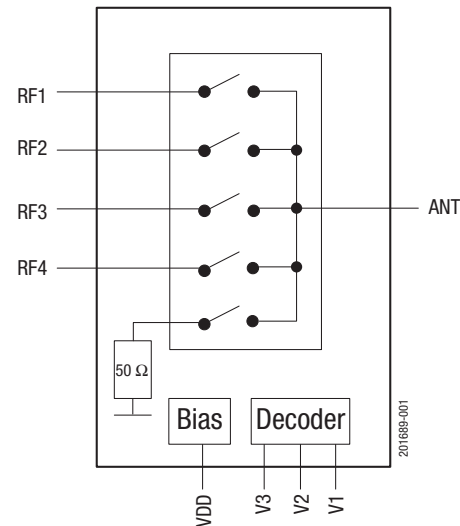 RF1
RF2
RF3
ANT
RF4
50 Ω
Bias
Decoder
201689-001
VDD
V3
V2
V1